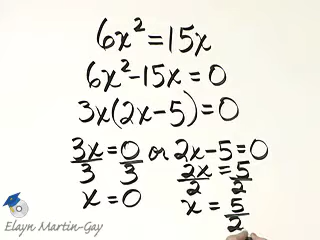 6x² = 15x
6x² - 15x = 0
3x(2x - 5) = 0
3x/3 = 0/3 or 2x - 5 = 0
2x/2 = 5/2
x = 0
x = 5/2
Elayn Martin-Gay